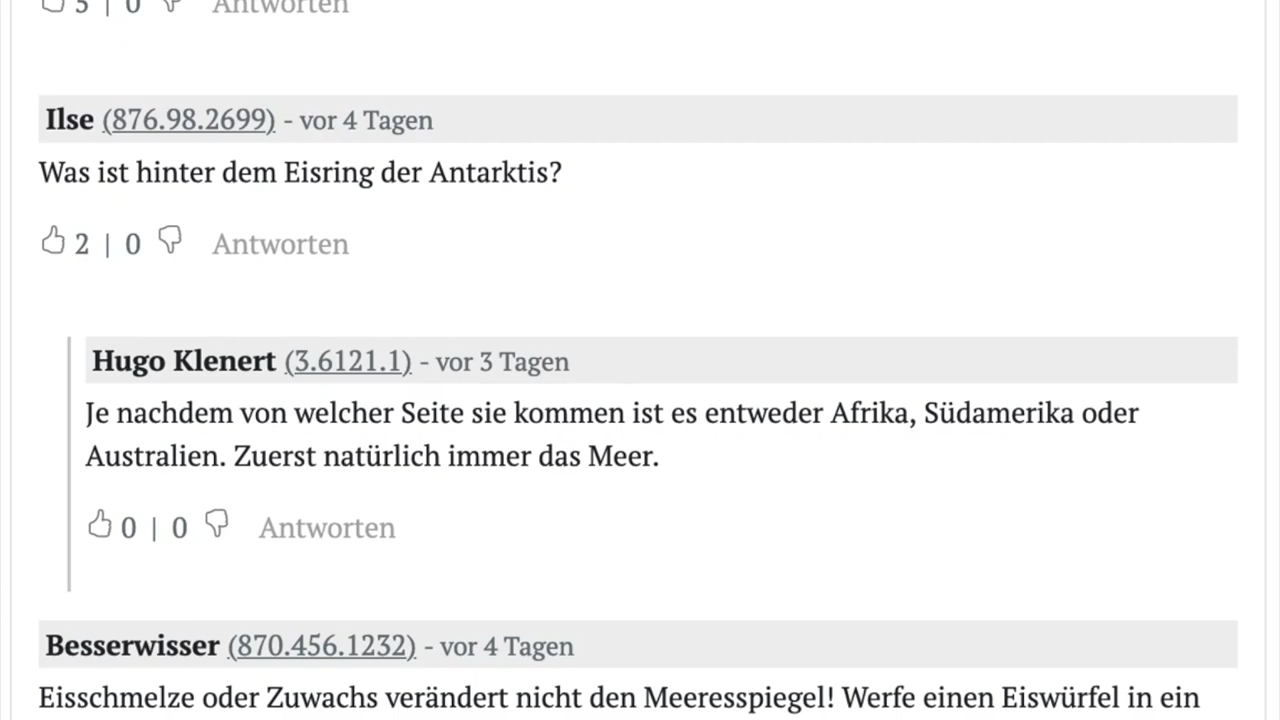 5 | 0 Antworten
Ilse (876.98.2699) - vor 4 Tagen
Was ist hinter dem Eisring der Antarktis?
2 | 0 Antworten
Hugo Klenert (3.6121.1) - vor 3 Tagen
Je nachdem von welcher Seite sie kommen ist es entweder Afrika, Südamerika oder
Australien. Zuerst natürlich immer das Meer.
0 | 0 Antworten
Besserwisser (870.456.1232) - vor 4 Tagen
Eisschmelze oder Zuwachs verändert nicht den Meeresspiegel! Werfe einen Eiswürfel in ein